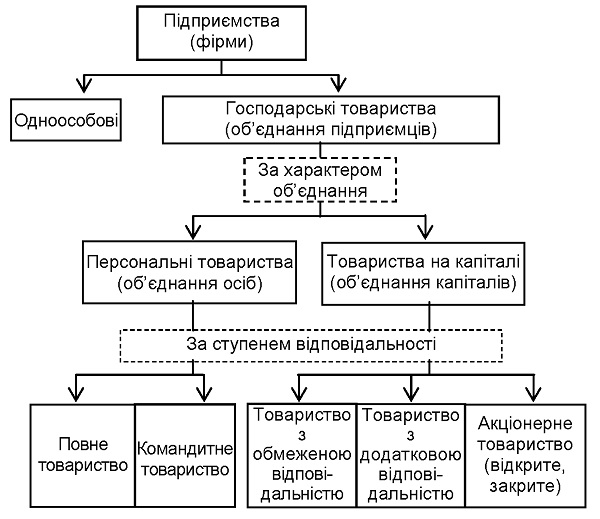 Підприємства
(фірми)
Одноособові
Господарські товариства
(об'єднання підприємців)
За характером
об'єднання
Персональні товариства
(об'єднання осіб)
Товариства на капіталі
(об'єднання капіталів)
За ступенем відповідальності
Повне
товариство
Командитне
товариство
Товариство
з
обмеженою
відпові-
дальністю
Товариство
з
додатковою
відпові-
дальністю
Акціонерне
товариство
(відкрите,
закрите)